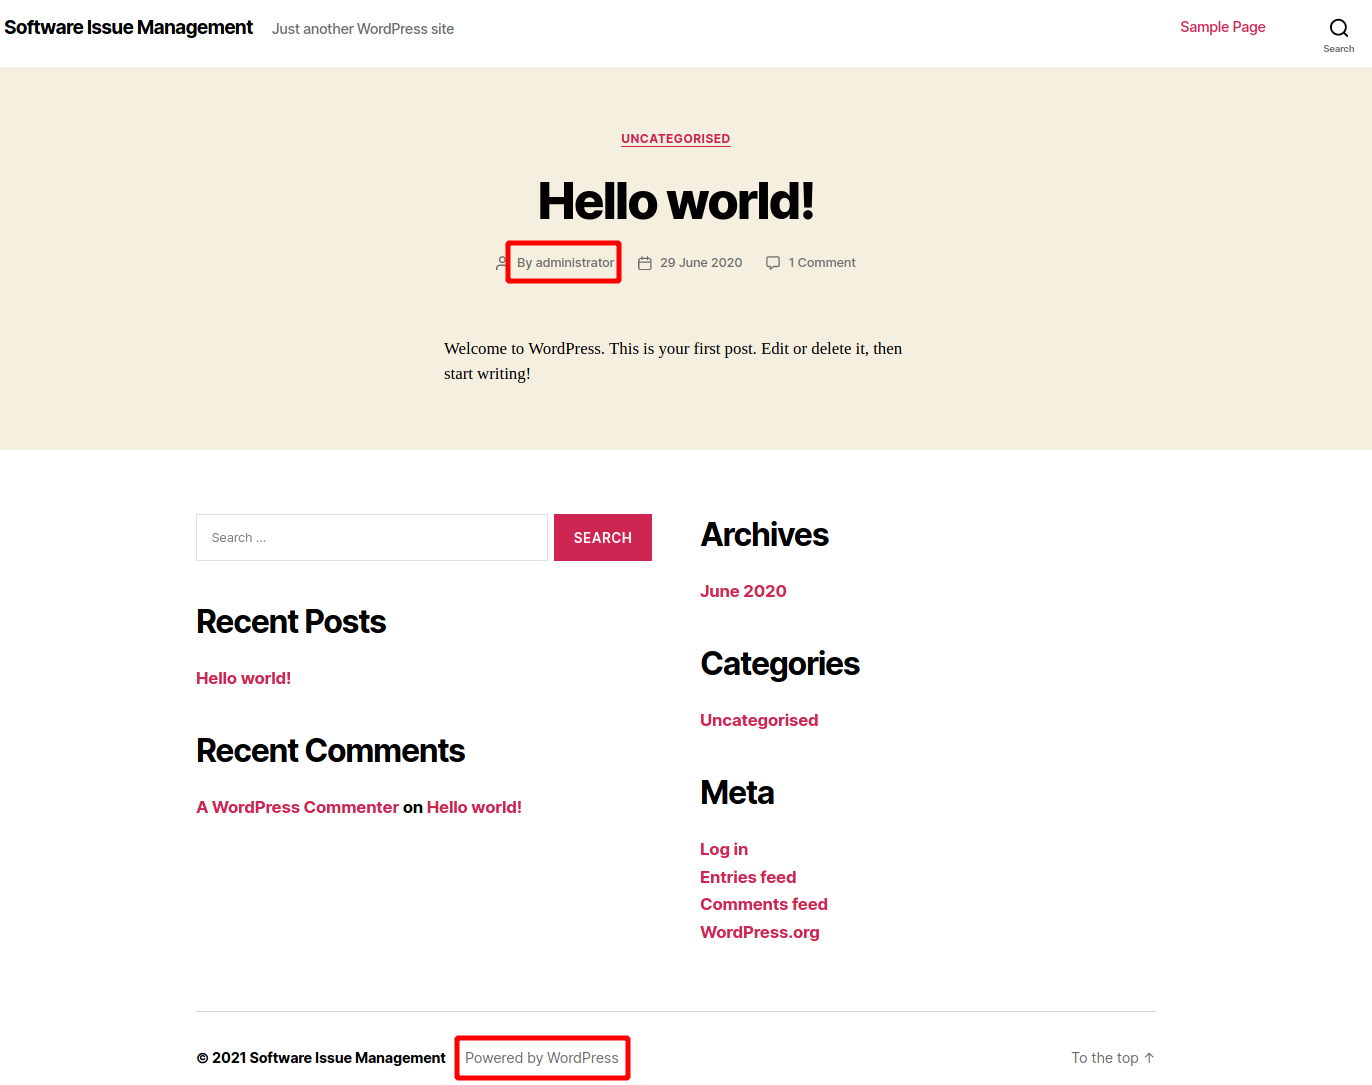 Software Issue Management Just another WordPress site Sample Page
Search
UNCATEGORISED
Hello world!
By administrator 29 June 2020 1 Comment
Welcome to WordPress. This is your first post. Edit or delete it, then
start writing!
Search …
SEARCH
Recent Posts
Hello world!
Recent Comments
A WordPress Commenter on Hello world!
Archives
June 2020
Categories
Uncategorised
Meta
Log in
Entries feed
Comments feed
WordPress.org
© 2021 Software Issue Management Powered by WordPress To the top ↑